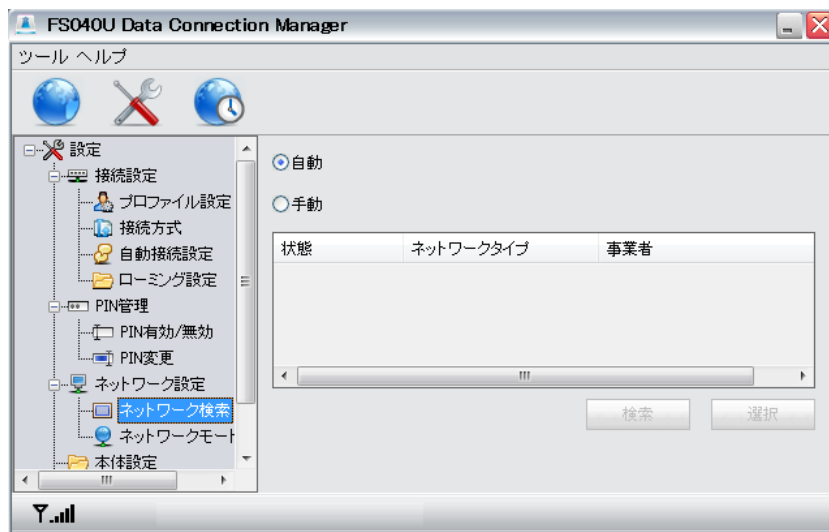 FS040U Data Connection Manager
ツール ヘルプ
設定
接続設定
プロファイル設定
接続方式
自動接続設定
ローミング設定
PIN管理
PIN有効/無効
PIN変更
ネットワーク設定
ネットワーク検索
ネットワークモード
本体設定
自動
手動
状態 ネットワークタイプ 事業者
検索 選択